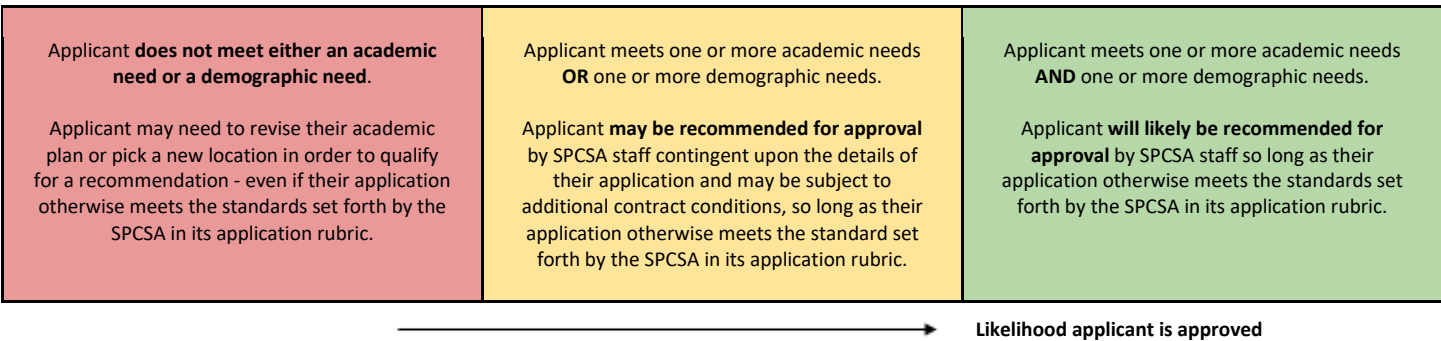 Applicant does not meet either an academic
need or a demographic need.
Applicant may need to revise their academic
plan or pick a new location in order to qualify
for a recommendation - even if their application
otherwise meets the standards set forth by the
SPCSA in its application rubric.
Applicant meets one or more academic needs
OR one or more demographic needs.
Applicant may be recommended for approval
by SPCSA staff contingent upon the details of
their application and may be subject to
additional contract conditions, so long as their
application otherwise meets the standard set
forth by the SPCSA in its application rubric.
Applicant meets one or more academic needs
AND one or more demographic needs.
Applicant will likely be recommended for
approval by SPCSA staff so long as their
application otherwise meets the standards set
forth by the SPCSA in its application rubric.
Likelihood applicant is approved